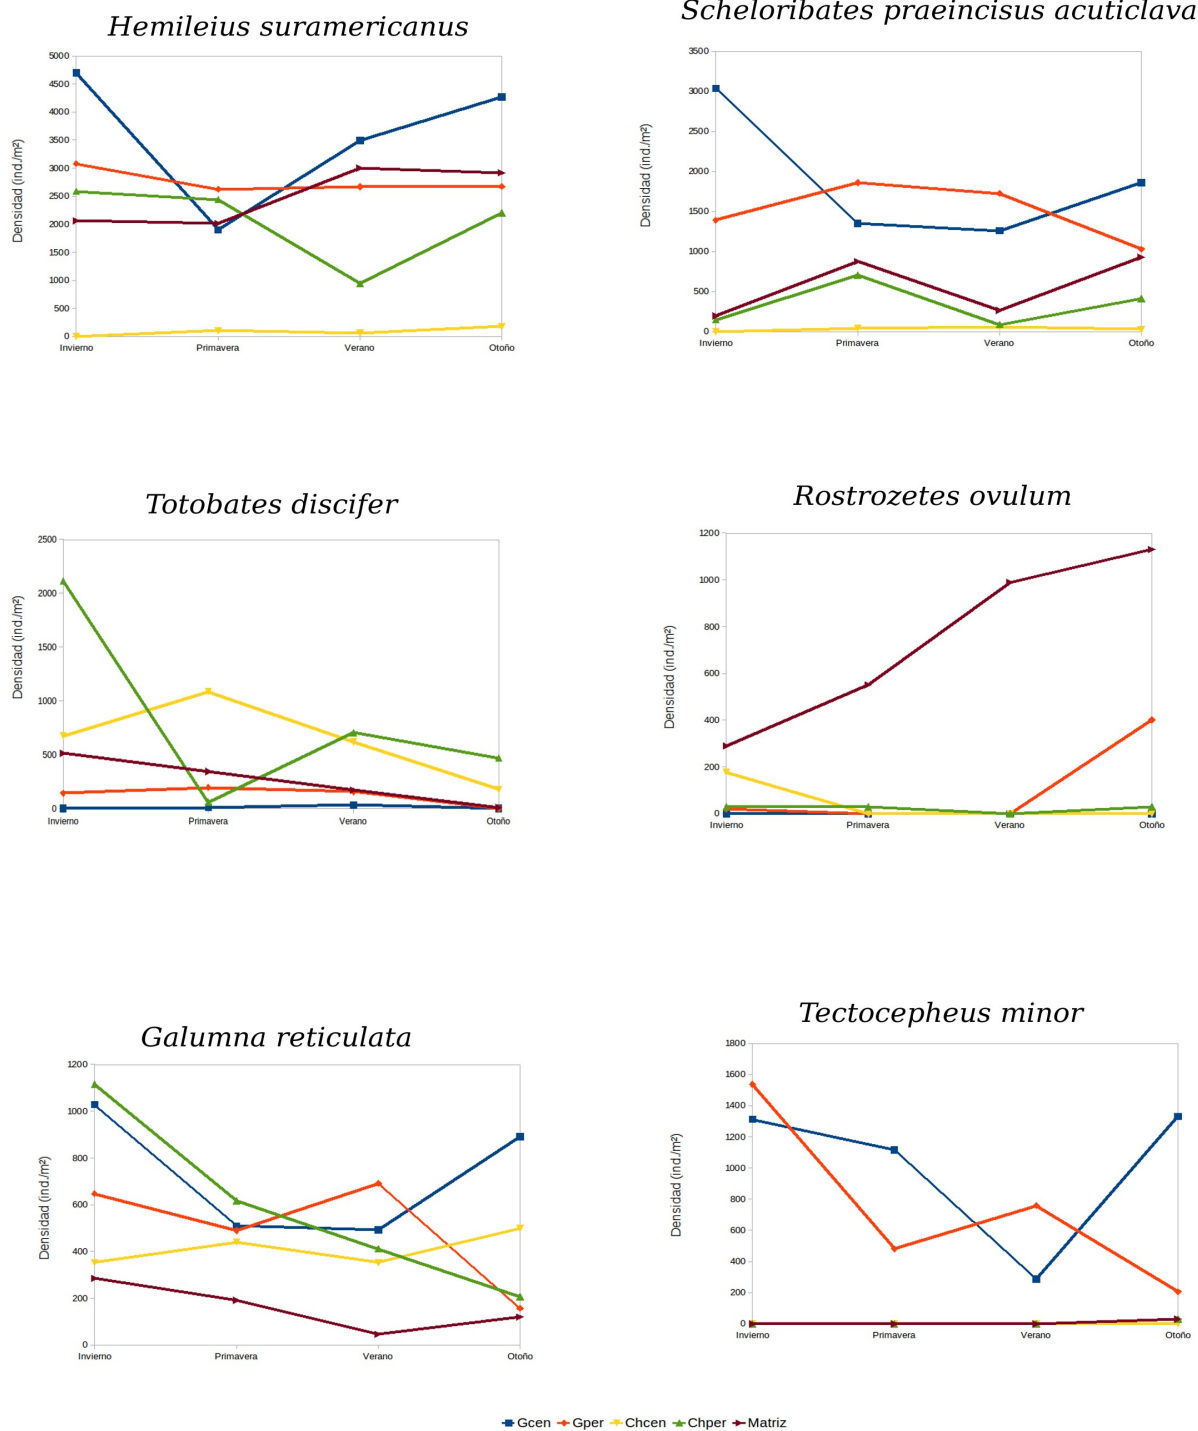 Hemileius suramericanus
Densidad (ind./m²)
5000
4500
4000
3500
3000
2500
2000
1500
1000
500
0
Invierno Primavera Verano Otoño
Scheloribates praeincisus acuticlava
Densidad (ind./m²)
3500
3000
2500
2000
1500
1000
500
0
Invierno Primavera Verano Otoño
Totobates discifer
Densidad (ind./m²)
2500
2000
1500
1000
500
0
Invierno Primavera Verano Otoño
Rostrozetes ovulum
Densidad (ind./m²)
1200
1000
800
600
400
200
0
Invierno Primavera Verano Otoño
Galumna reticulata
Densidad (ind./m²)
1200
1000
800
600
400
200
0
Invierno Primavera Verano Otoño
Tectocepheus minor
Densidad (ind./m²)
1800
1600
1400
1200
1000
800
600
400
200
0
Invierno Primavera Verano Otoño
Gcen Gper Chcen Chper Matriz